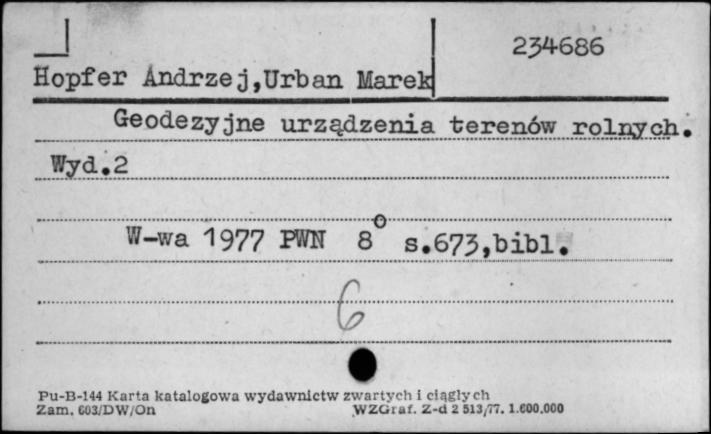 234686
Hopfer Andrzej,Urban Marek
Geodezyjne urządzenia terenów rolnych.
Wyd.2
W-wa 1977 PWN 8° s.673,bibl.
6
Pu-B-144 Karta katalogowa wydawnictw zwartych i ciągłych
Zam. 603/DW/On WZGraf. Z-d 2 513/77. 1.600.000